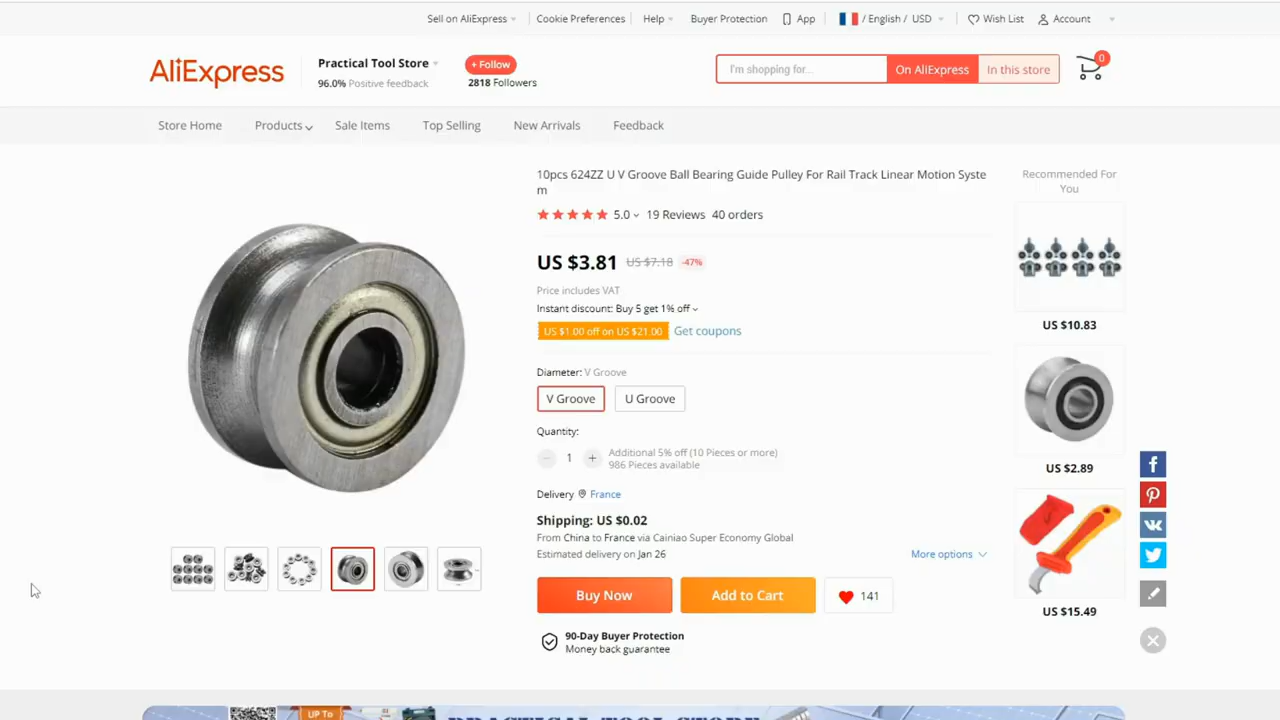 Sell on AliExpress
Cookie Preferences
Help
Buyer Protection
App
/ English / USD
Wish List
Account
AliExpress
Practical Tool Store
96.0% Positive feedback
+ Follow
2818 Followers
I'm shopping for...
On AliExpress
In this store
0
Store Home
Products
Sale Items
Top Selling
New Arrivals
Feedback
10pcs 624ZZ U V Groove Ball Bearing Guide Pulley For Rail Track Linear Motion Syste
m
5.0
19 Reviews
40 orders
US $3.81
US $7.18
-47%
Price includes VAT
Instant discount: Buy 5 get 1% off
US $1.00 off on US $21.00
Get coupons
Diameter: V Groove
V Groove
U Groove
Quantity:
1
Additional 5% off (10 Pieces or more)
986 Pieces available
Delivery
France
Shipping: US $0.02
From China to France via Cainiao Super Economy Global
Estimated delivery on Jan 26
More options
Buy Now
Add to Cart
141
90-Day Buyer Protection
Money back guarantee
Recommended For
You
US $10.83
US $2.89
US $15.49
UP To
PRACTICAL TOOL STORE